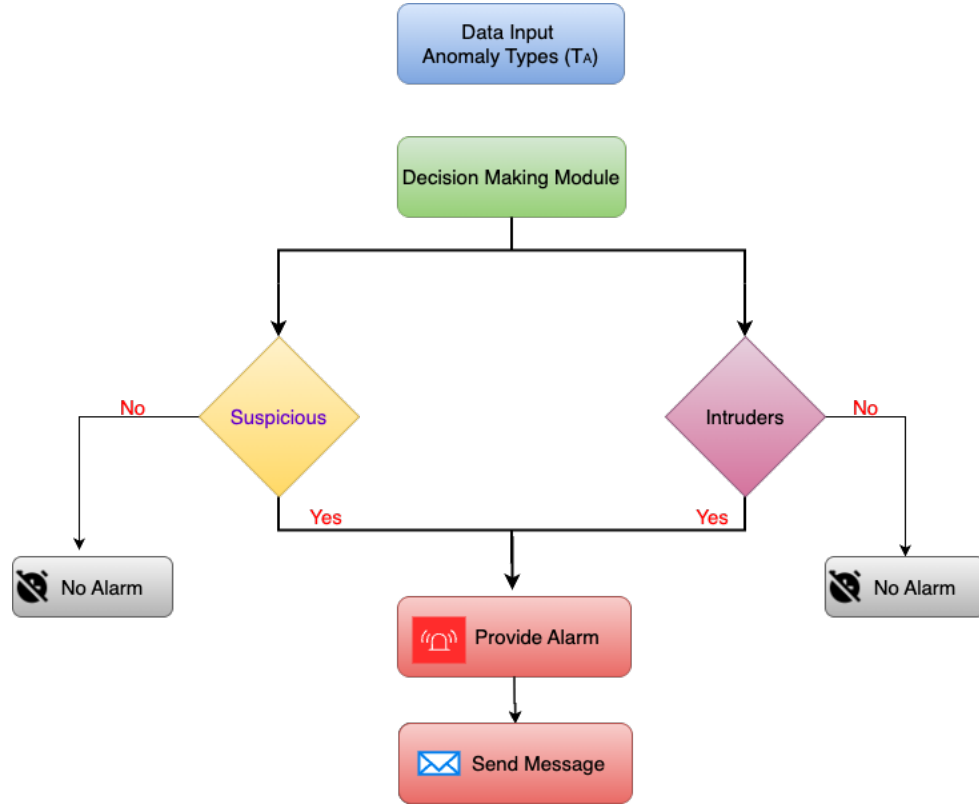 Data Input
Anomaly Types (TA)
Decision Making Module
No
Suspicious
Intruders
No
Yes
Yes
No Alarm
No Alarm
Provide Alarm
Send Message